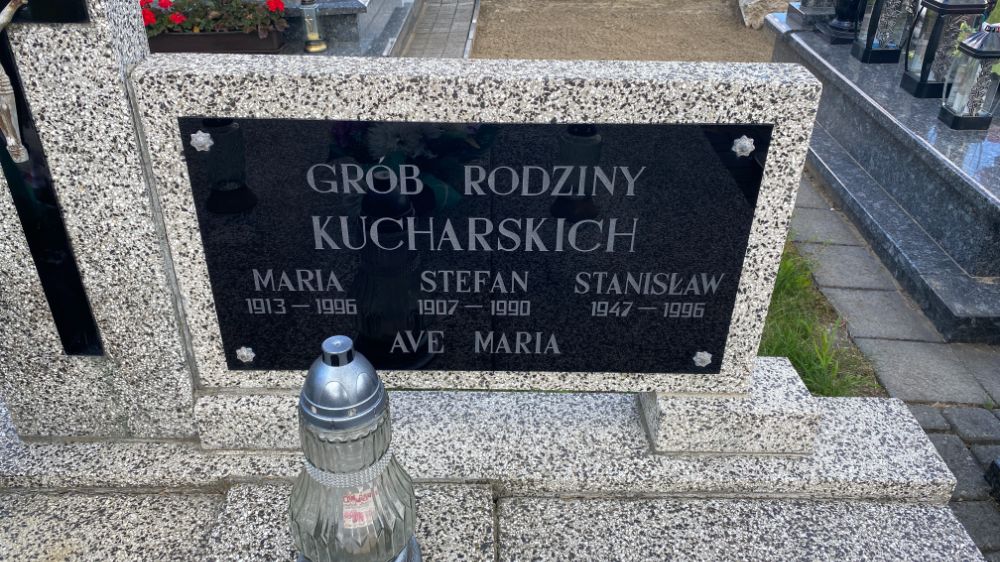 GRÓB RODZINY
KUCHARSKICH
MARIA STEFAN STANISŁAW
1913 — 1996 1907 — 1990 1947 — 1996
AVE MARIA